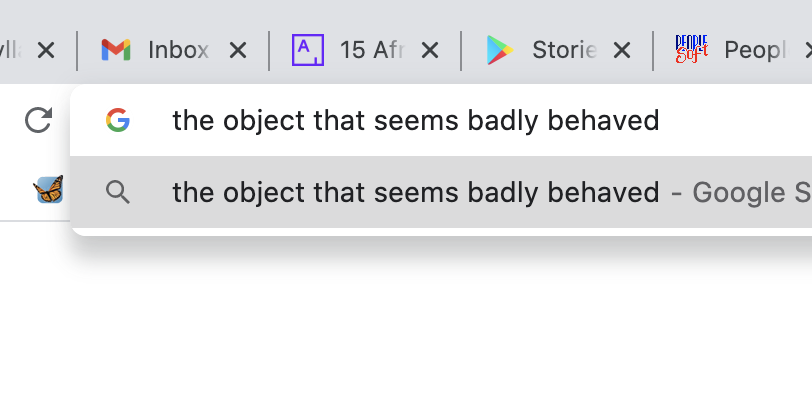 Inbox
15 Afr
Storie
PEOPLE
Soft
Peopl
the object that seems badly behaved
the object that seems badly behaved - Google S